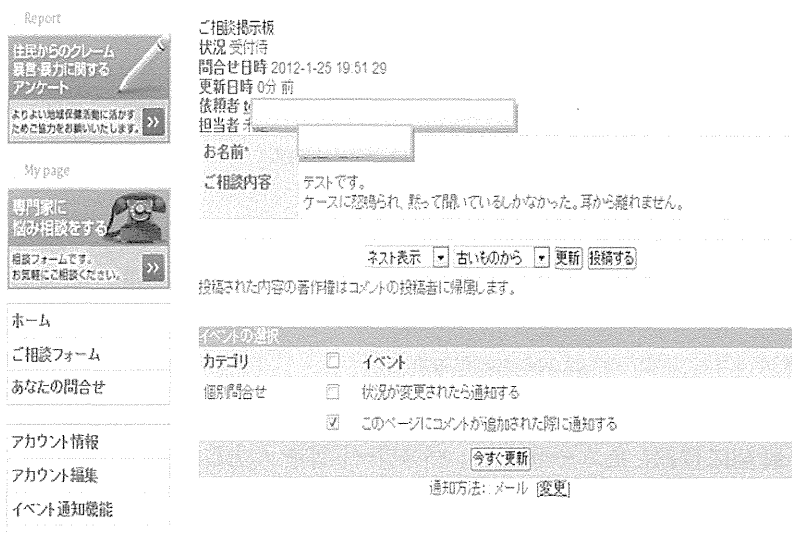 Report
住民からのクレーム
暴言・暴力に関する
アンケート
よりよい地域保健活動に活かす
ためご協力をお願いいたします。
My page
専門家に
悩み相談をする
相談フォームです。
お気軽にご相談ください。
ホーム
ご相談フォーム
あなたの問合せ
アカウント情報
アカウント編集
イベント通知機能
ご相談掲示板
状況 受付待
問合せ日時 2012-1-25 19:51:29
更新日時 0分 前
依頼者
担当者
お名前*
ご相談内容 テストです。
ケースに怒鳴られ、黙って聞いているしかなかった。耳から離れません。
ネスト表示 古いものから 更新 投稿する
投稿された内容の著作権はコメントの投稿者に帰属します。
イベントの選択
カテゴリ イベント
個別問合せ 状況が変更されたら通知する
このページにコメントが追加された際に通知する
今すぐ更新
通知方法: メール [変更]